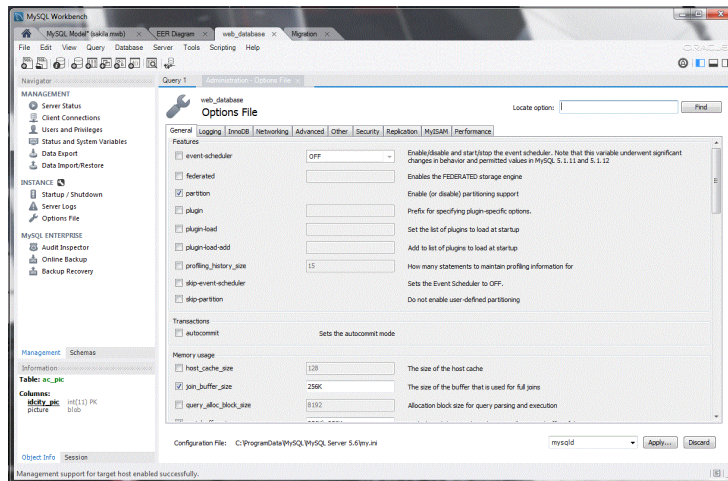 MySQL Workbench
MySQL Model* (sakila.mwb) × EER Diagram × web_database × Migration ×
File Edit View Query Database Server Tools Scripting Help
ORACLE
Navigator
Query 1 Administration - Options File ×
MANAGEMENT
Server Status
Client Connections
Users and Privileges
Status and System Variables
Data Export
Data Import/Restore
INSTANCE
Startup / Shutdown
Server Logs
Options File
MySQL ENTERPRISE
Audit Inspector
Online Backup
Backup Recovery
Management Schemas
Information
Table: ac_pic
Columns:
idcity_pic int(11) PK
picture blob
Object Info Session
web_database
Options File
Locate option: Find
General Logging InnoDB Networking Advanced Other Security Replication MyISAM Performance
Features
event-scheduler OFF Enable/disable and start/stop the event scheduler. Note that this variable underwent significant
changes in behavior and permitted values in MySQL 5.1.11 and 5.1.12
federated Enables the FEDERATED storage engine
partition Enable (or disable) partitioning support
plugin Prefix for specifying plugin-specific options.
plugin-load Set the list of plugins to load at startup
plugin-load-add Add to list of plugins to load at startup
profiling_history_size 15 How many statements to maintain profiling information for
skip-event-scheduler Sets the Event Scheduler to OFF.
skip-partition Do not enable user-defined partitioning
Transactions
autocommit Sets the autocommit mode
Memory usage
host_cache_size 128 The size of the host cache
join_buffer_size 256K The size of the buffer that is used for full joins
query_alloc_block_size 8192 Allocation block size for query parsing and execution
Configuration File: C:\ProgramData\MySQL\MySQL Server 5.6\my.ini mysqld Apply... Discard
Management support for target host enabled successfully.